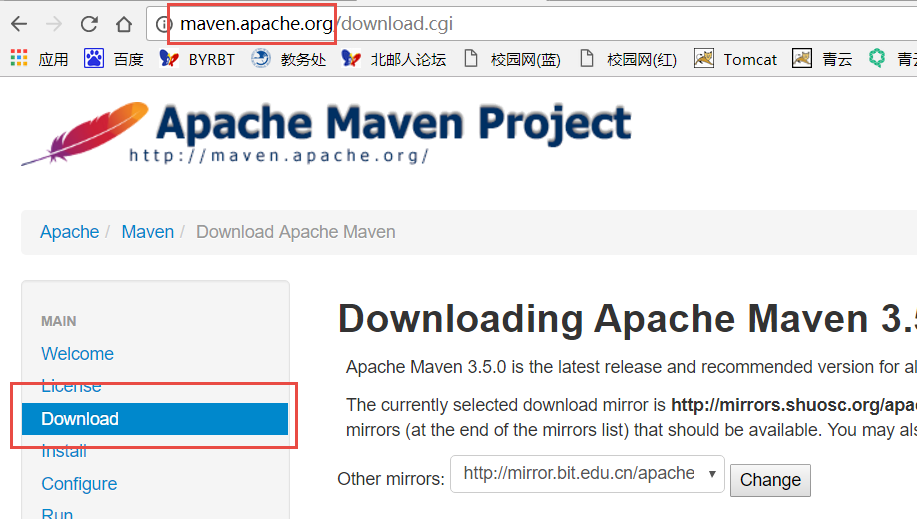 maven.apache.org/download.cgi
应用 百度 BYRBT 教务处 北邮人论坛 校园网(蓝) 校园网(红) Tomcat 青云 青云
Apache Maven Project
http://maven.apache.org/
Apache / Maven / Download Apache Maven
MAIN
Welcome
License
Download
Install
Configure
Run
Downloading Apache Maven 3.5
Apache Maven 3.5.0 is the latest release and recommended version for al
The currently selected download mirror is http://mirrors.shuosc.org/apac
mirrors (at the end of the mirrors list) that should be available. You may als
Other mirrors: http://mirror.bit.edu.cn/apache Change